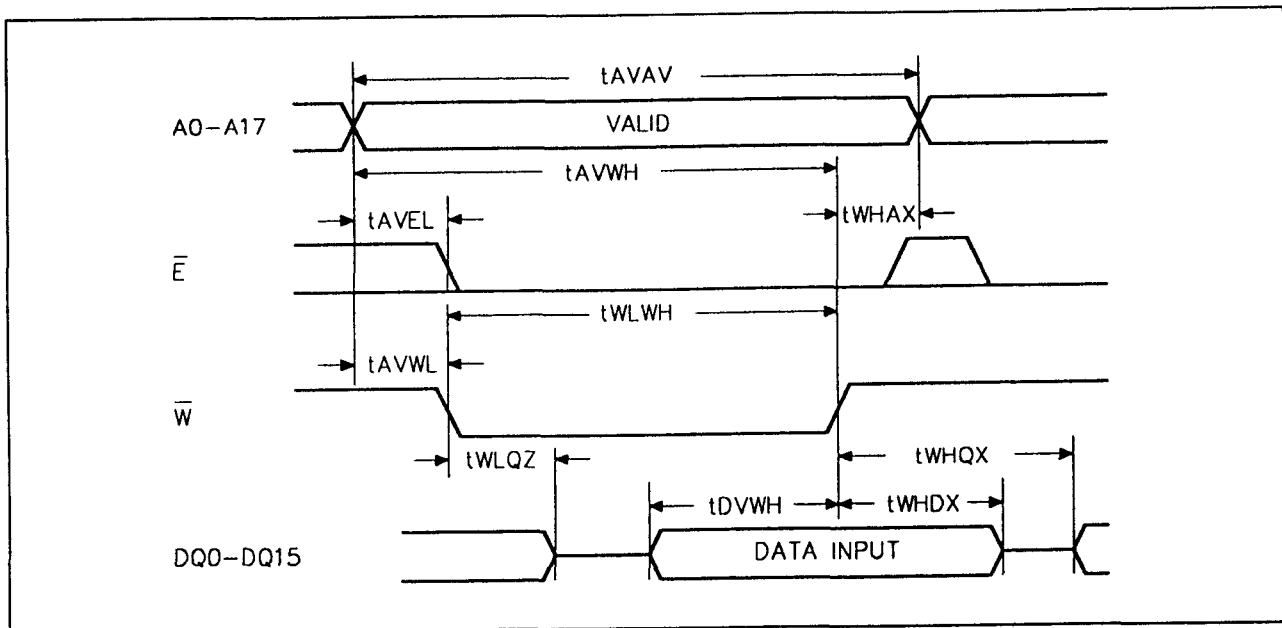 tAVAV
A0-A17
VALID
tAVWH
tAVEL
tWHAX
E̅
tWLWH
tAVWL
W̅
tWLQZ
tWHQX
tDVWH
tWHDX
DQ0-DQ15
DATA INPUT